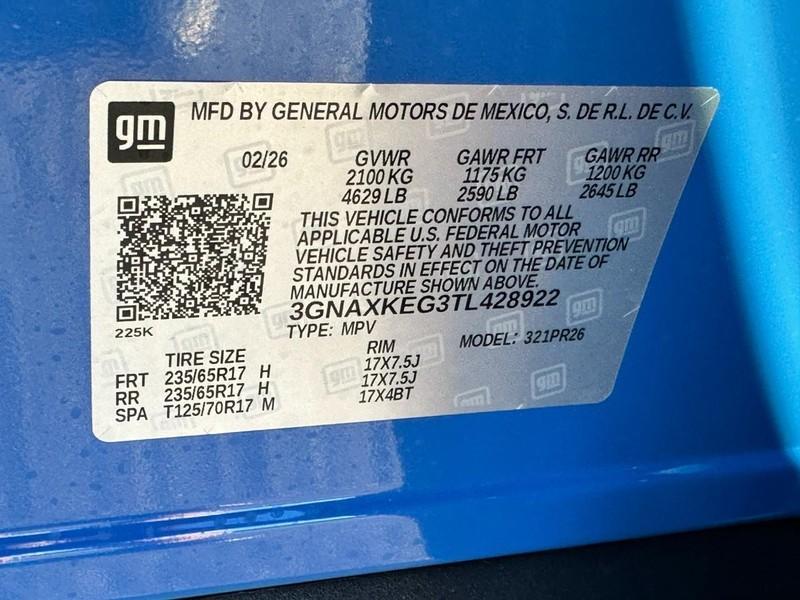 gm MFD BY GENERAL MOTORS DE MEXICO, S. DE R.L. DE C.V.
02/26 GVWR GAWR FRT GAWR RR
2100 KG 1175 KG 1200 KG
4629 LB 2590 LB 2645 LB
THIS VEHICLE CONFORMS TO ALL
APPLICABLE U.S. FEDERAL MOTOR
VEHICLE SAFETY AND THEFT PREVENTION
STANDARDS IN EFFECT ON THE DATE OF
MANUFACTURE SHOWN ABOVE.
3GNAXKEG3TL428922
225K TYPE: MPV MODEL: 321PR26
TIRE SIZE RIM
FRT 235/65R17 H 17X7.5J
RR 235/65R17 H 17X7.5J
SPA T125/70R17 M 17X4BT